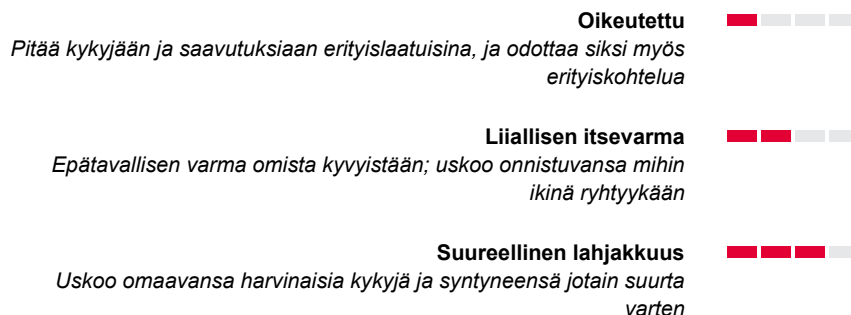 Oikeutettu
Pitää kykyjään ja saavutuksiaan erityislaatuisina, ja odottaa siksi myös
erityiskohtelua
Liiallisen itsevarma
Epätavallisen varma omista kyvyistään; uskoo onnistuvansa mihin
ikinä ryhtyykään
Suureellinen lahjakkuus
Uskoo omaavansa harvinaisia kykyjä ja syntyneensä jotain suurta
varten